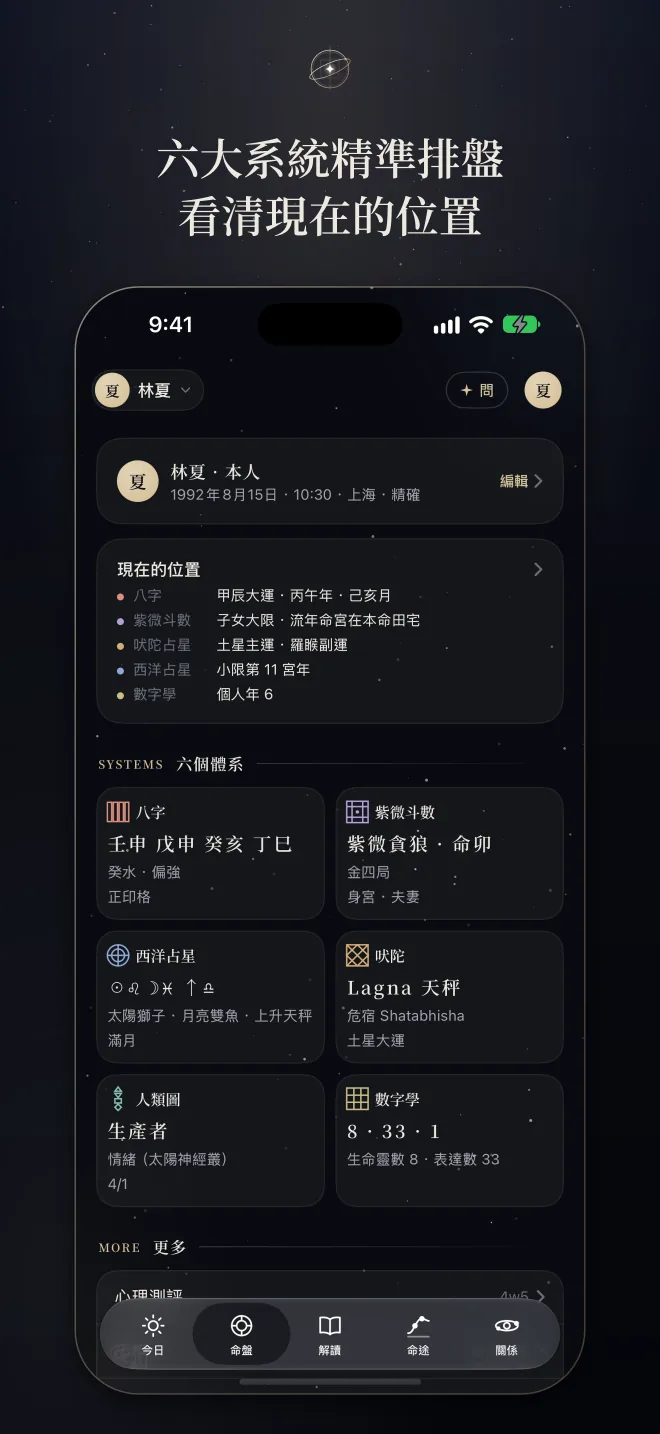 六大系統精準排盤
看清現在的位置
9:41
夏 林夏
問
夏
夏
林夏 · 本人
1992年8月15日 · 10:30 · 上海 · 精確
編輯
現在的位置
八字 甲辰大運 · 丙午年 · 己亥月
紫微斗數 子女大限 · 流年命宮在本命田宅
吠陀占星 土星主運 · 羅睺副運
西洋占星 小限第 11 宮年
數字學 個人年 6
SYSTEMS 六個體系
八字
壬申 戊申 癸亥 丁巳
癸水 · 偏強
正印格
紫微斗數
紫微貪狼 · 命卯
金四局
身宮 · 夫妻
西洋占星
☉♌︎ ☽♓︎ ↑♎︎
太陽獅子 · 月亮雙魚 · 上升天秤
滿月
吠陀
Lagna 天秤
危宿 Shatabhisha
土星大運
人類圖
生產者
情緒（太陽神經叢）
4/1
數字學
8 · 33 · 1
生命靈數 8 · 表達數 33
MORE 更多
心理測評 4w5
今日
命盤
解讀
命途
關係